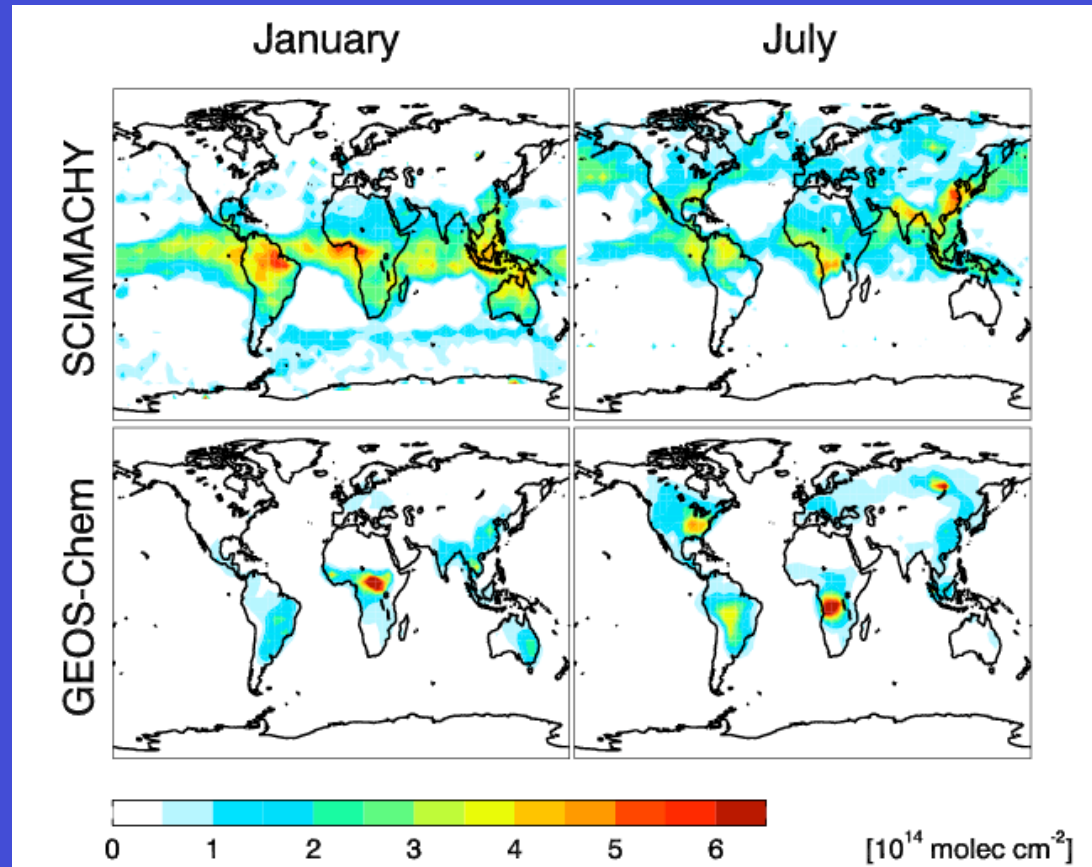 January
July
SCIAMACHY
GEOS-Chem
0 1 2 3 4 5 6 [10¹⁴ molec cm⁻²]